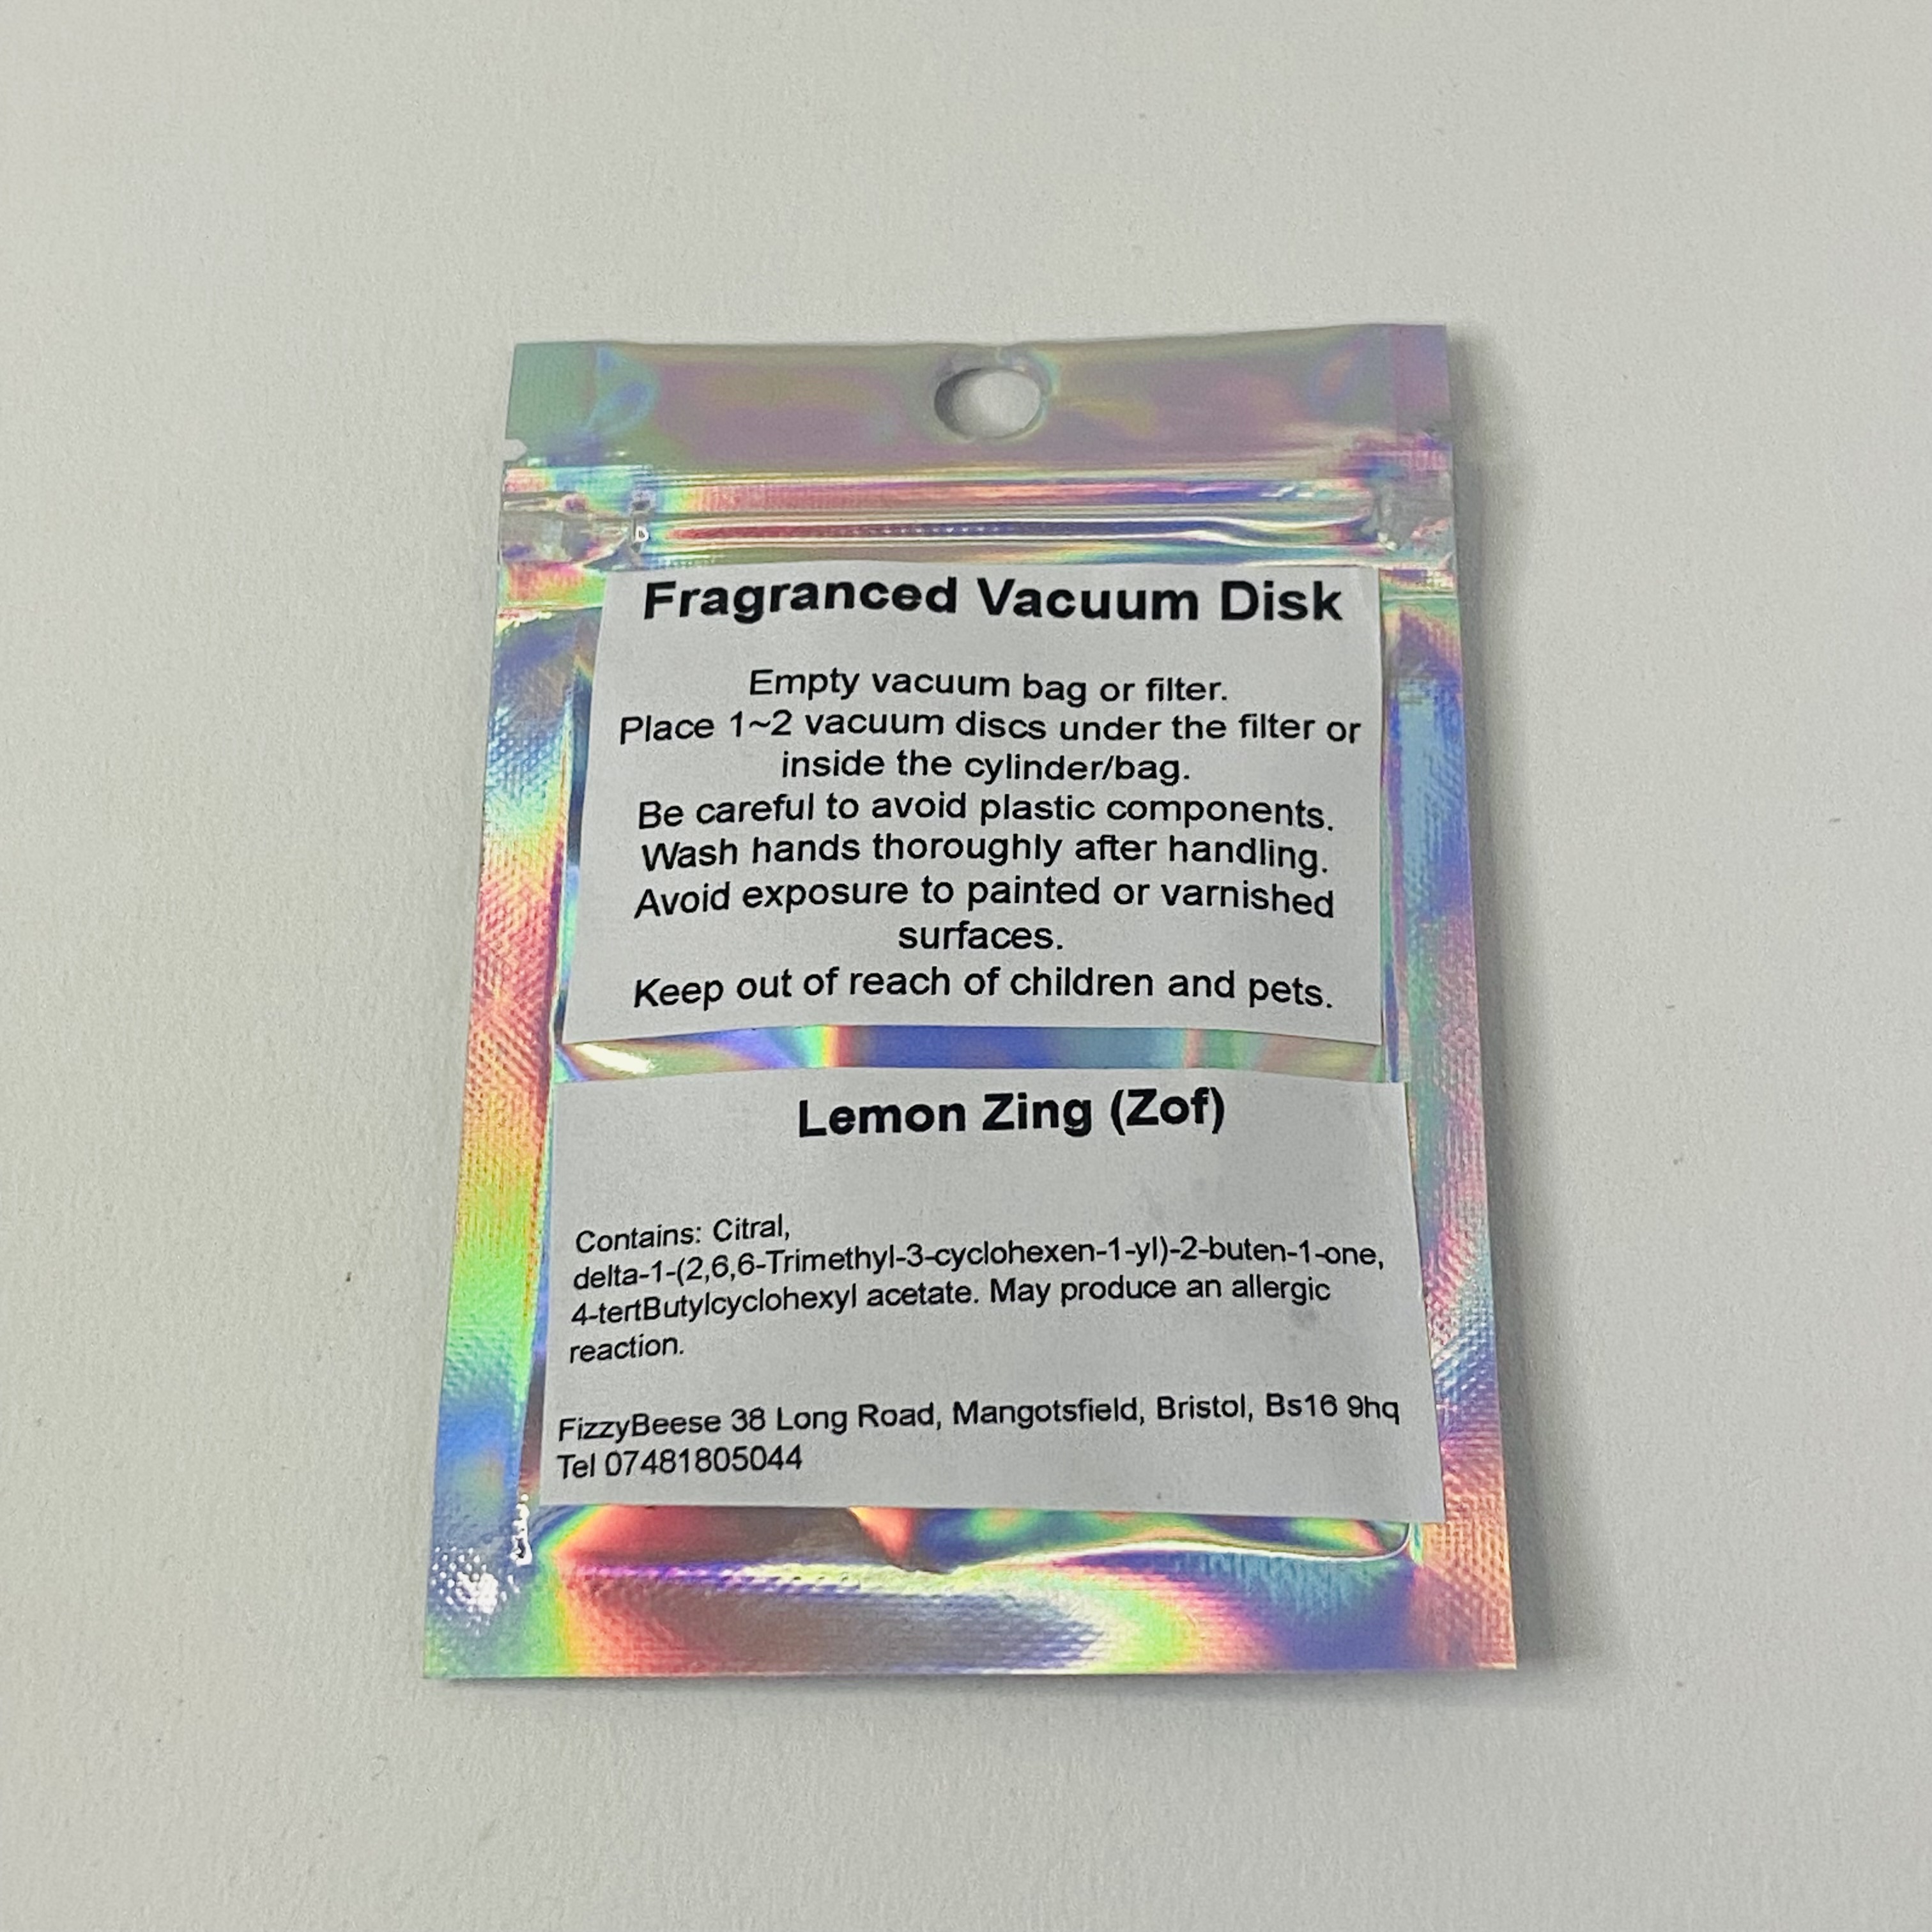 Fragranced Vacuum Disk
Empty vacuum bag or filter.
Place 1~2 vacuum discs under the filter or
inside the cylinder/bag.
Be careful to avoid plastic components.
Wash hands thoroughly after handling.
Avoid exposure to painted or varnished
surfaces.
Keep out of reach of children and pets.
Lemon Zing (Zof)
Contains: Citral,
delta-1-(2,6,6-Trimethyl-3-cyclohexen-1-yl)-2-buten-1-one,
4-tertButylcyclohexyl acetate. May produce an allergic
reaction.
FizzyBeese 38 Long Road, Mangotsfield, Bristol, Bs16 9hq
Tel 07481805044